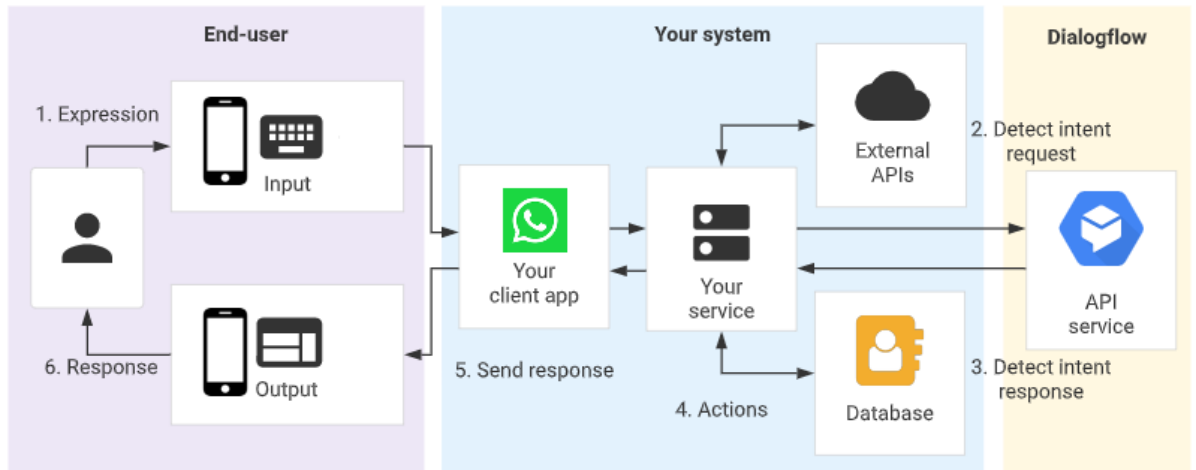 End-user
Your system
Dialogflow
1. Expression
Input
External
APIs
2. Detect intent
request
Your
client app
Your
service
API
service
6. Response
Output
5. Send response
4. Actions
Database
3. Detect intent
response